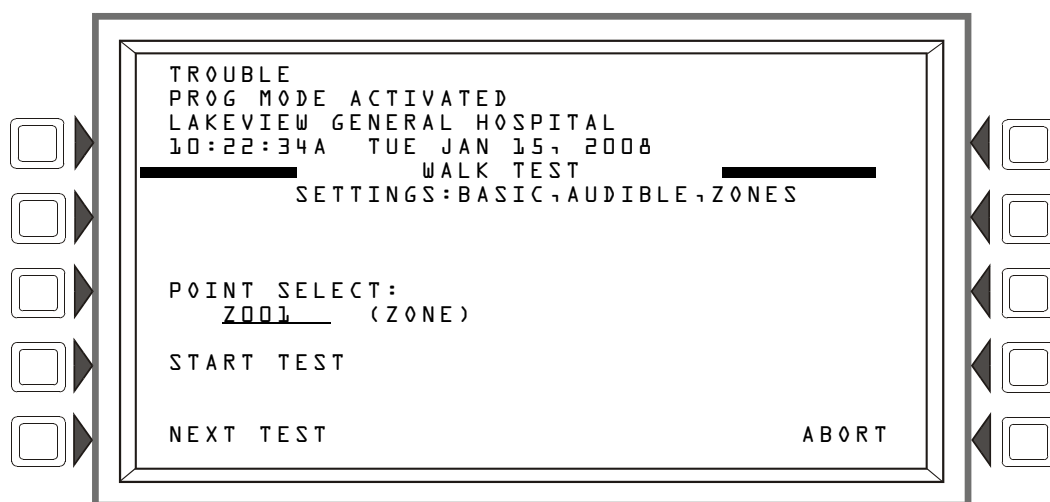 TROUBLE
PROG MODE ACTIVATED
LAKEVIEW GENERAL HOSPITAL
10:22:34A TUE JAN 15, 2008
WALK TEST
SETTINGS:BASIC,AUDIBLE,ZONES
POINT SELECT:
Z001 (ZONE)
START TEST
NEXT TEST ABORT